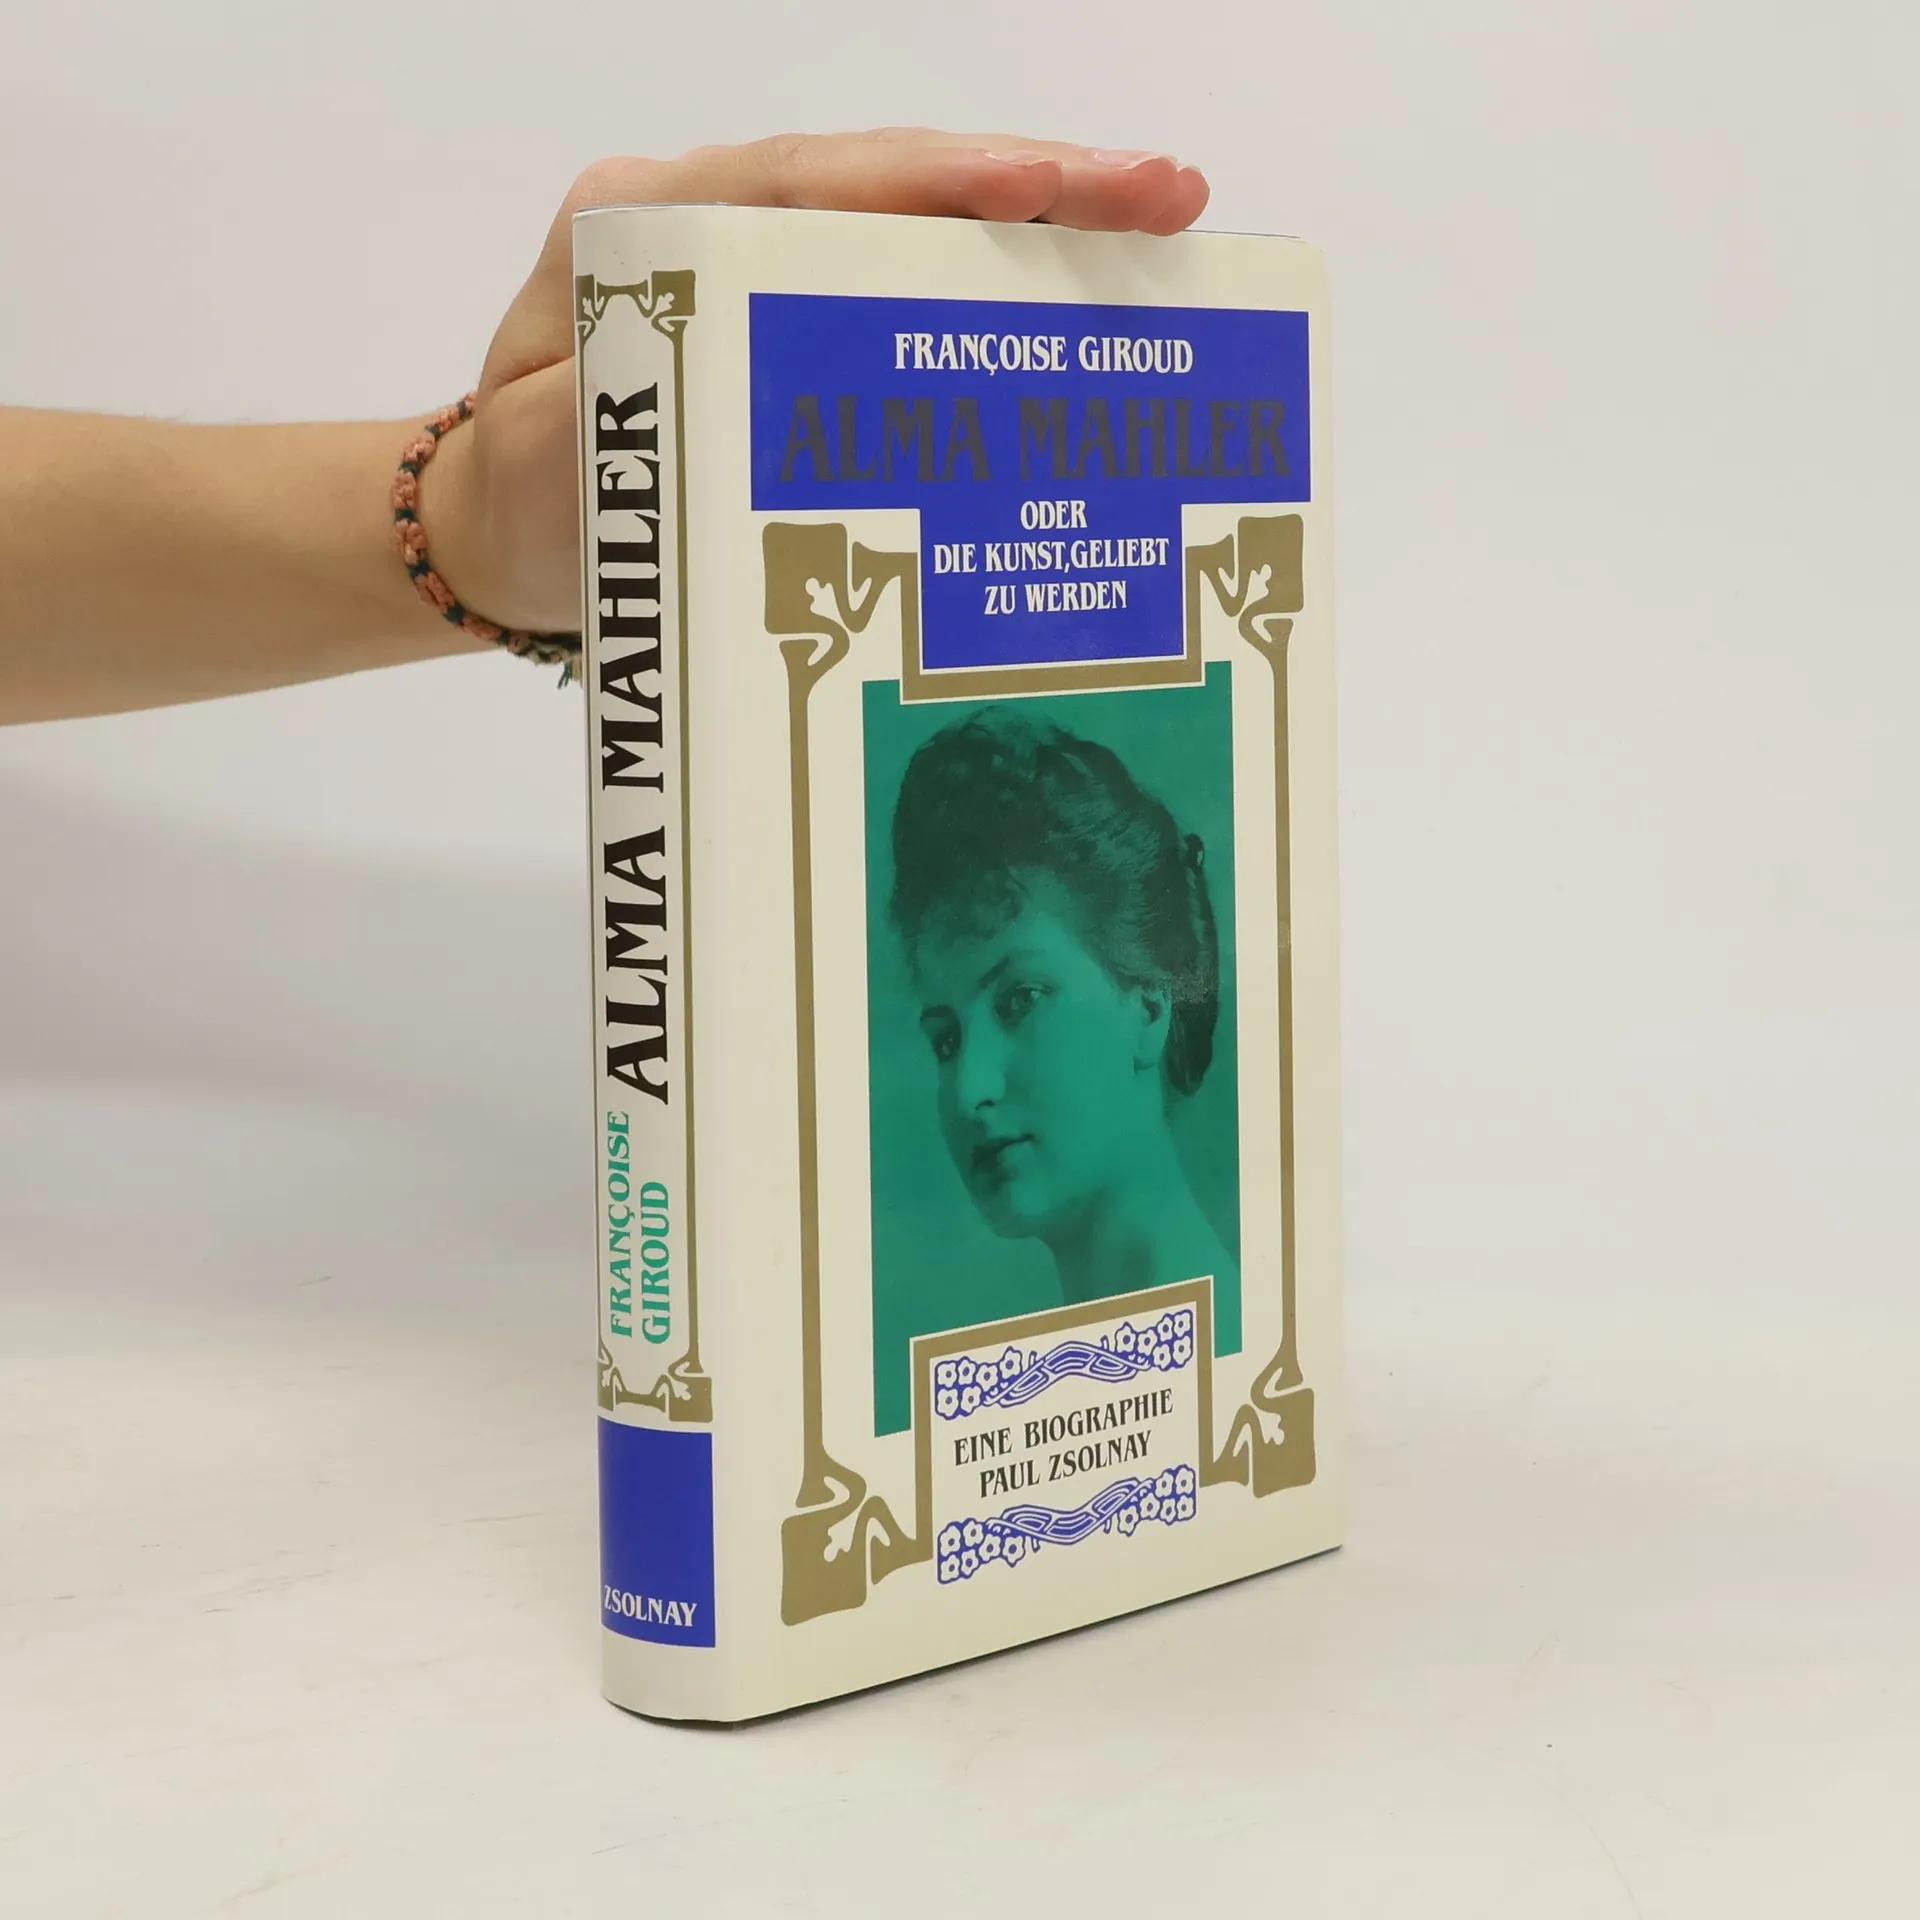 FRANÇOISE GIROUD
ALMA MAHLER
ODER
DIE KUNST, GELIEBT
ZU WERDEN
EINE BIOGRAPHIE
PAUL ZSOLNAY
ALMA MAHLER
FRANÇOISE
GIROUD
ZSOLNAY